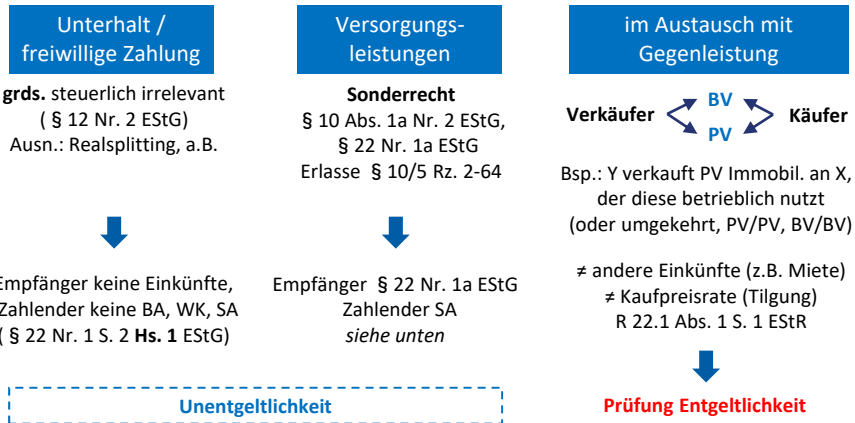 Unterhalt /
freiwillige Zahlung
grds. steuerlich irrelevant
( § 12 Nr. 2 EStG)
Ausn.: Realsplitting, a.B.
Empfänger keine Einkünfte,
Zahlender keine BA, WK, SA
( § 22 Nr. 1 S. 2 Hs. 1 EStG)
Versorgungs-
leistungen
Sonderrecht
§ 10 Abs. 1a Nr. 2 EStG,
§ 22 Nr. 1a EStG
Erlasse § 10/5 Rz. 2-64
Empfänger § 22 Nr. 1a EStG
Zahlender SA
siehe unten
Unentgeltlichkeit
im Austausch mit
Gegenleistung
Verkäufer BV Käufer
PV
Bsp.: Y verkauft PV Immobil. an X,
der diese betrieblich nutzt
(oder umgekehrt, PV/PV, BV/BV)
≠ andere Einkünfte (z.B. Miete)
≠ Kaufpreisrate (Tilgung)
R 22.1 Abs. 1 S. 1 EStR
Prüfung Entgeltlichkeit